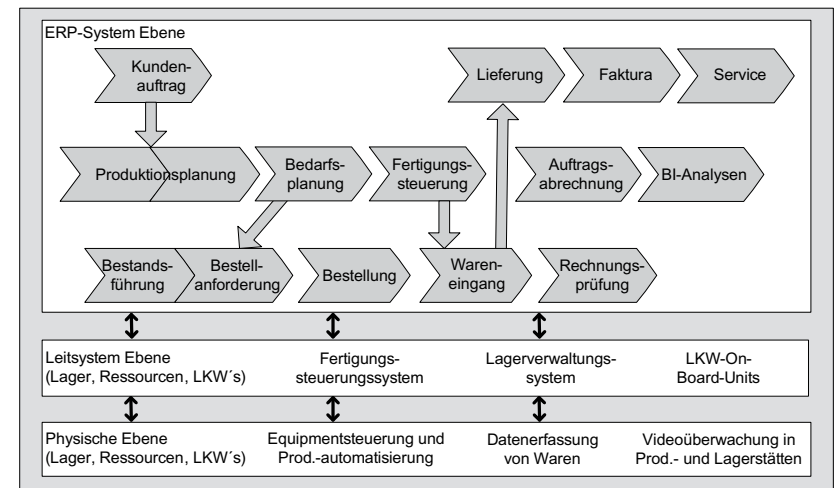 ERP-System Ebene
Kunden-
auftrag
Lieferung
Faktura
Service
Produktionsplanung
Bedarfs-
planung
Fertigungs-
steuerung
Auftrags-
abrechnung
BI-Analysen
Bestands-
führung
Bestell-
anforderung
Bestellung
Waren-
eingang
Rechnungs-
prüfung
Leitsystem Ebene
(Lager, Ressourcen, LKW´s)
Fertigungs-
steuerungssystem
Lagerverwaltungs-
system
LKW-On-
Board-Units
Physische Ebene
(Lager, Ressourcen, LKW´s)
Equipmentsteuerung und
Prod.-automatisierung
Datenerfassung
von Waren
Videoüberwachung in
Prod.- und Lagerstätten